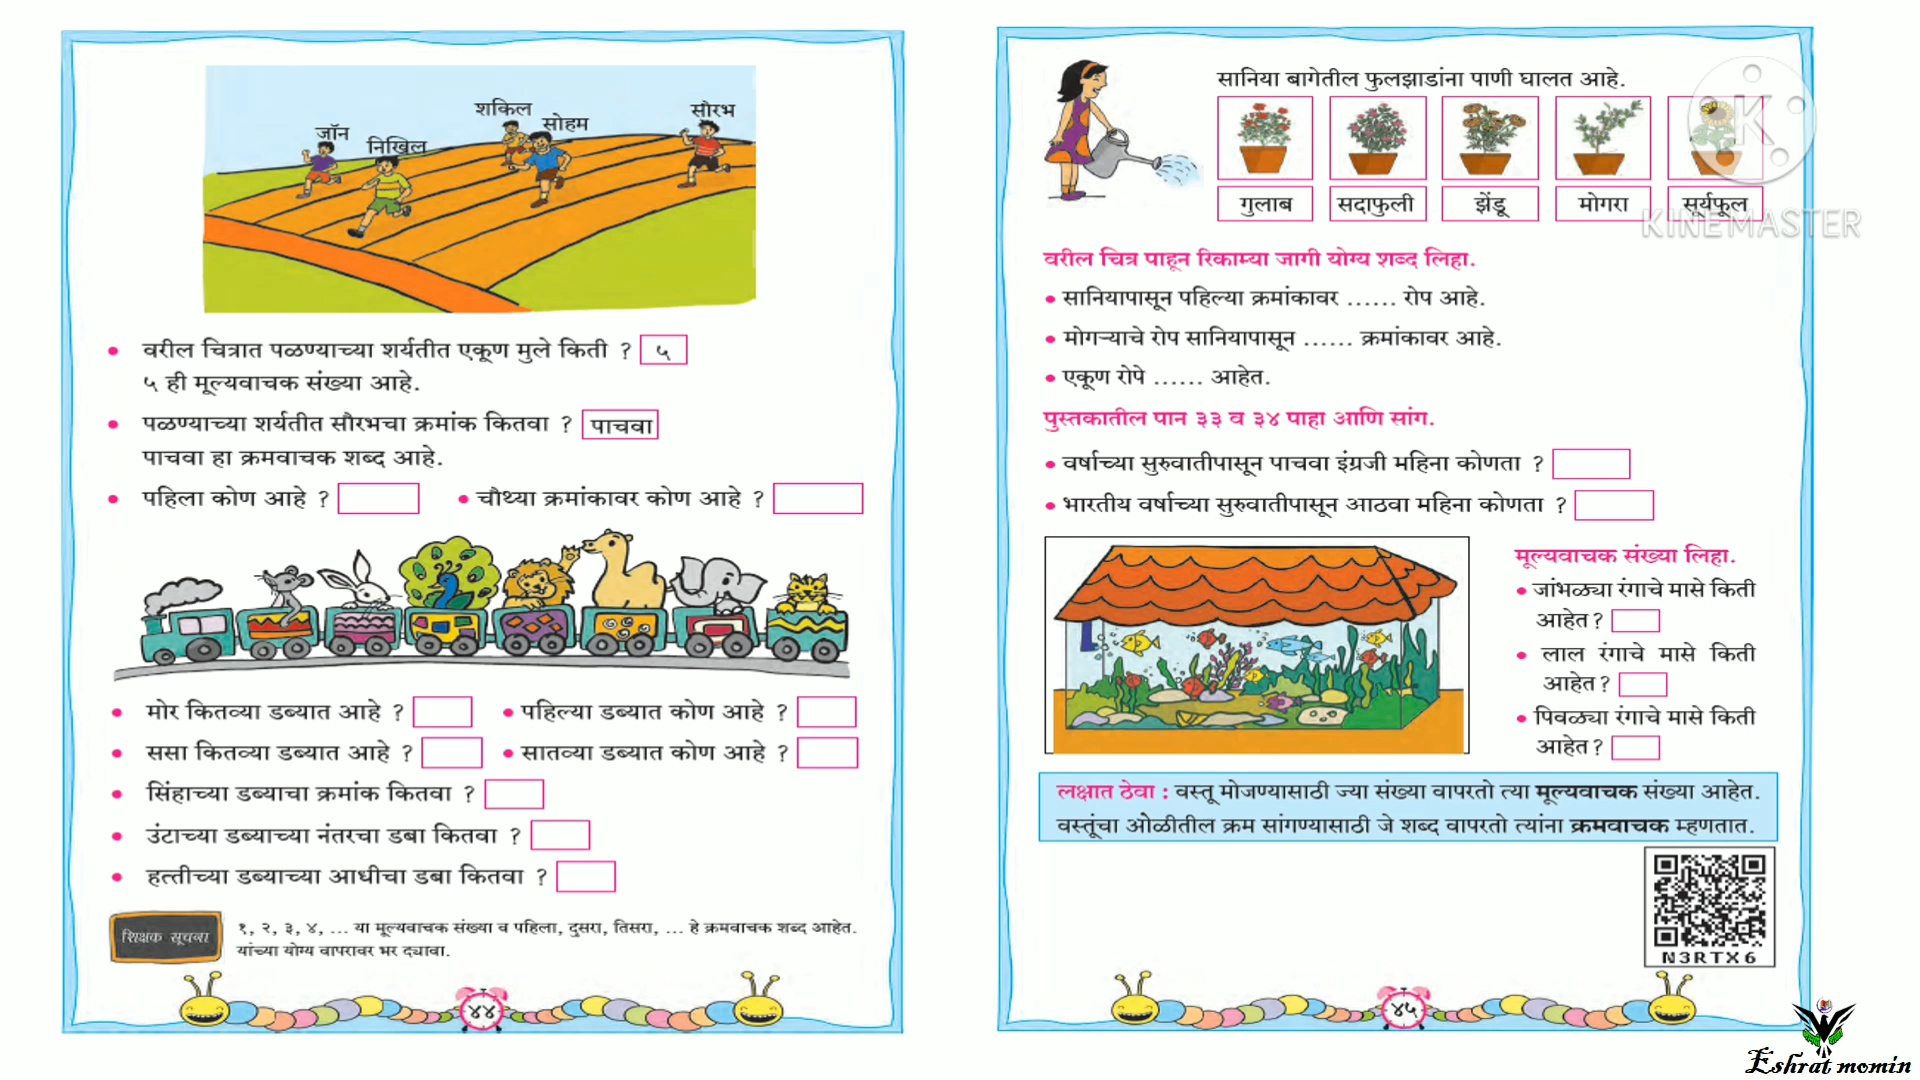 जॉन
निखिल
शकिल
सोहम
सौरभ
वरील चित्रात पळण्याच्या शर्यतीत एकूण मुले किती ? ५
५ ही मूल्यवाचक संख्या आहे.
पळण्याच्या शर्यतीत सौरभचा क्रमांक कितवा ? पाचवा
पाचवा हा क्रमवाचक शब्द आहे.
पहिला कोण आहे ? • चौथ्या क्रमांकावर कोण आहे ?
मोर कितव्या डब्यात आहे ? • पहिल्या डब्यात कोण आहे ?
ससा कितव्या डब्यात आहे ? • सातव्या डब्यात कोण आहे ?
सिंहाच्या डब्याचा क्रमांक कितवा ?
उंटाच्या डब्याच्या नंतरचा डबा कितवा ?
हत्तीच्या डब्याच्या आधीचा डबा कितवा ?
शिक्षक सूचना
१, २, ३, ४, ... या मूल्यवाचक संख्या व पहिला, दुसरा, तिसरा, ... हे क्रमवाचक शब्द आहेत.
यांच्या योग्य वापरावर भर द्यावा.
४४
सानिया बागेतील फुलझाडांना पाणी घालत आहे.
गुलाब सदाफुली झेंडू मोगरा सूर्यफूल
K
KINEMASTER
वरील चित्र पाहून रिकाम्या जागी योग्य शब्द लिहा.
• सानियापासून पहिल्या क्रमांकावर ...... रोप आहे.
• मोगऱ्याचे रोप सानियापासून ...... क्रमांकावर आहे.
• एकूण रोपे ...... आहेत.
पुस्तकातील पान ३३ व ३४ पाहा आणि सांग.
• वर्षाच्या सुरुवातीपासून पाचवा इंग्रजी महिना कोणता ?
• भारतीय वर्षाच्या सुरुवातीपासून आठवा महिना कोणता ?
मूल्यवाचक संख्या लिहा.
• जांभळ्या रंगाचे मासे किती
आहेत ?
• लाल रंगाचे मासे किती
आहेत ?
• पिवळ्या रंगाचे मासे किती
आहेत ?
लक्षात ठेवा : वस्तू मोजण्यासाठी ज्या संख्या वापरतो त्या मूल्यवाचक संख्या आहेत.
वस्तूंचा ओळीतील क्रम सांगण्यासाठी जे शब्द वापरतो त्यांना क्रमवाचक म्हणतात.
N3RTX6
४५
Eshrat momin